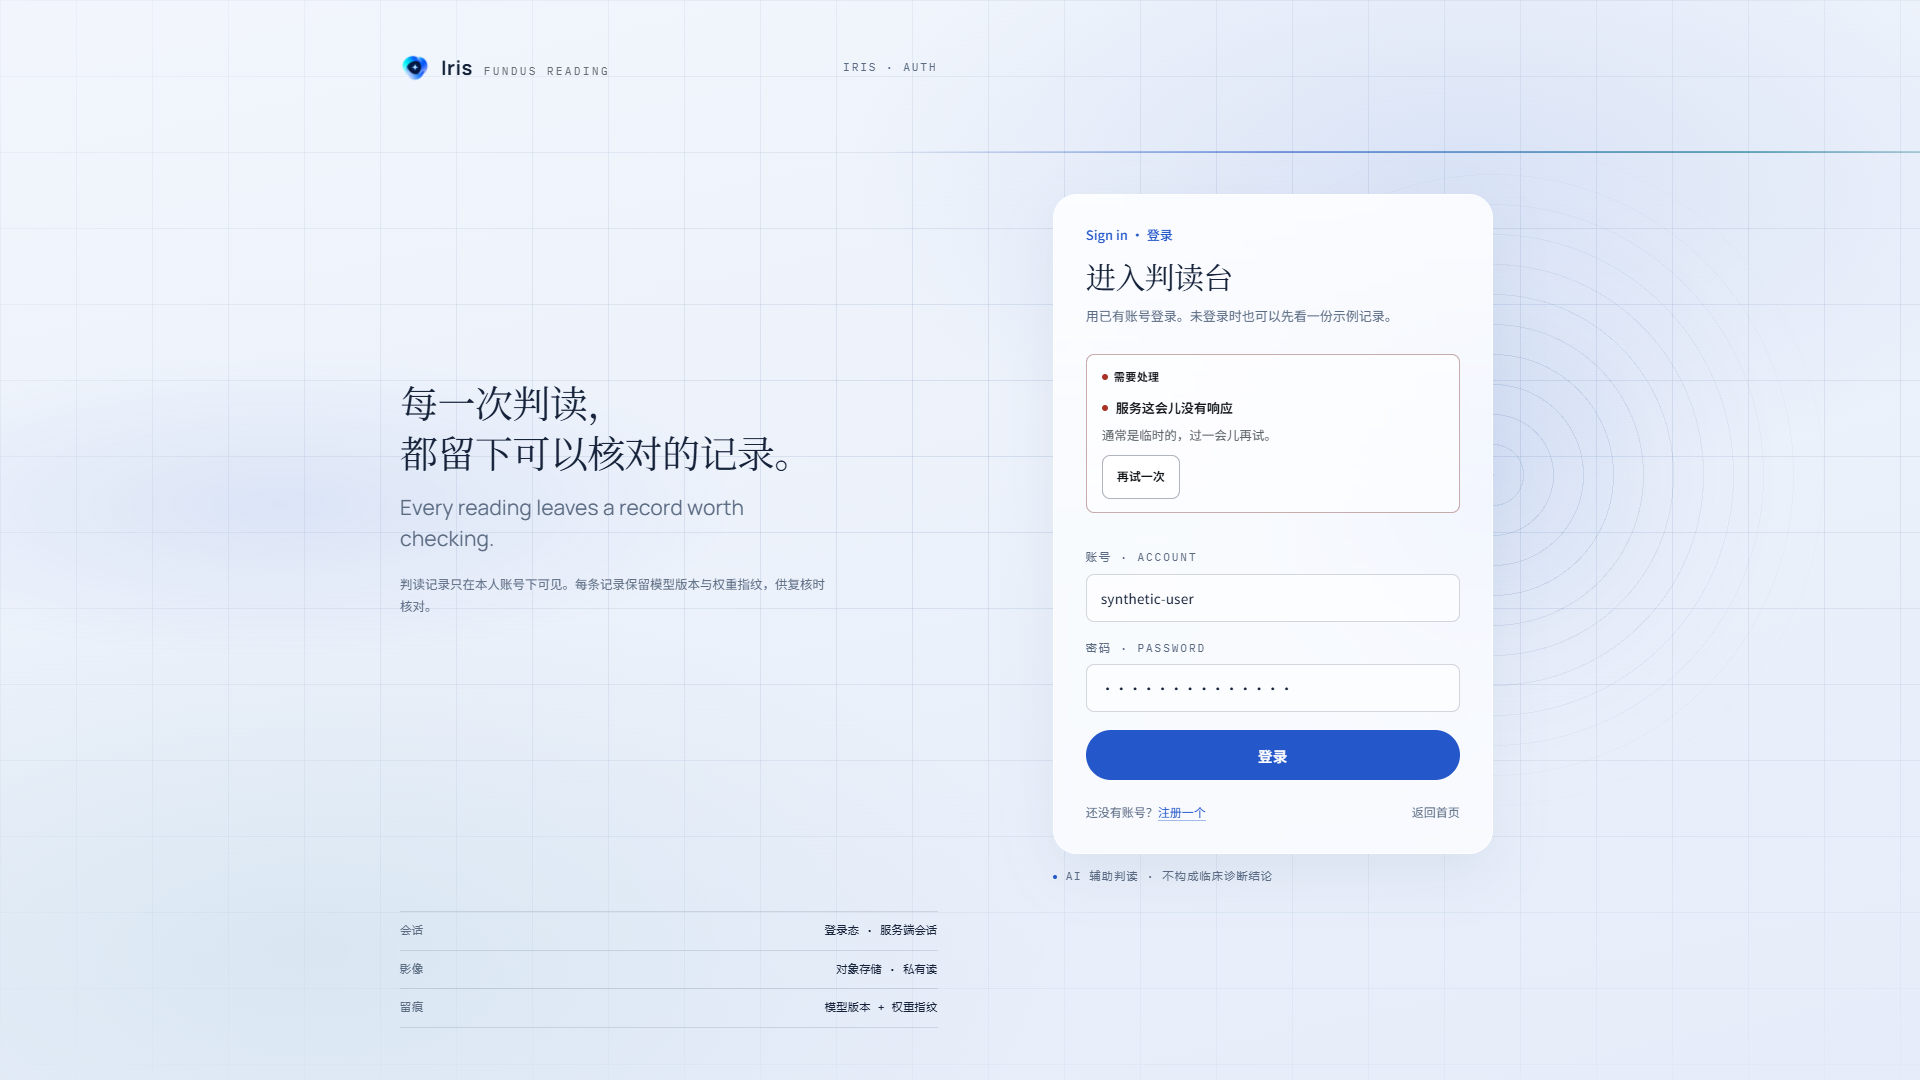 Iris FUNDUS READING
IRIS · AUTH
每一次判读，
都留下可以核对的记录。
Every reading leaves a record worth
checking.
判读记录只在本人账号下可见。每条记录保留模型版本与权重指纹，供复核时
核对。
会话 登录态 · 服务端会话
影像 对象存储 · 私有读
留痕 模型版本 + 权重指纹
Sign in · 登录
进入判读台
用已有账号登录。未登录时也可以先看一份示例记录。
需要处理
服务这会儿没有响应
通常是临时的，过一会儿再试。
再试一次
账号 · ACCOUNT
synthetic-user
密码 · PASSWORD
登录
还没有账号？注册一个 返回首页
AI 辅助判读 · 不构成临床诊断结论